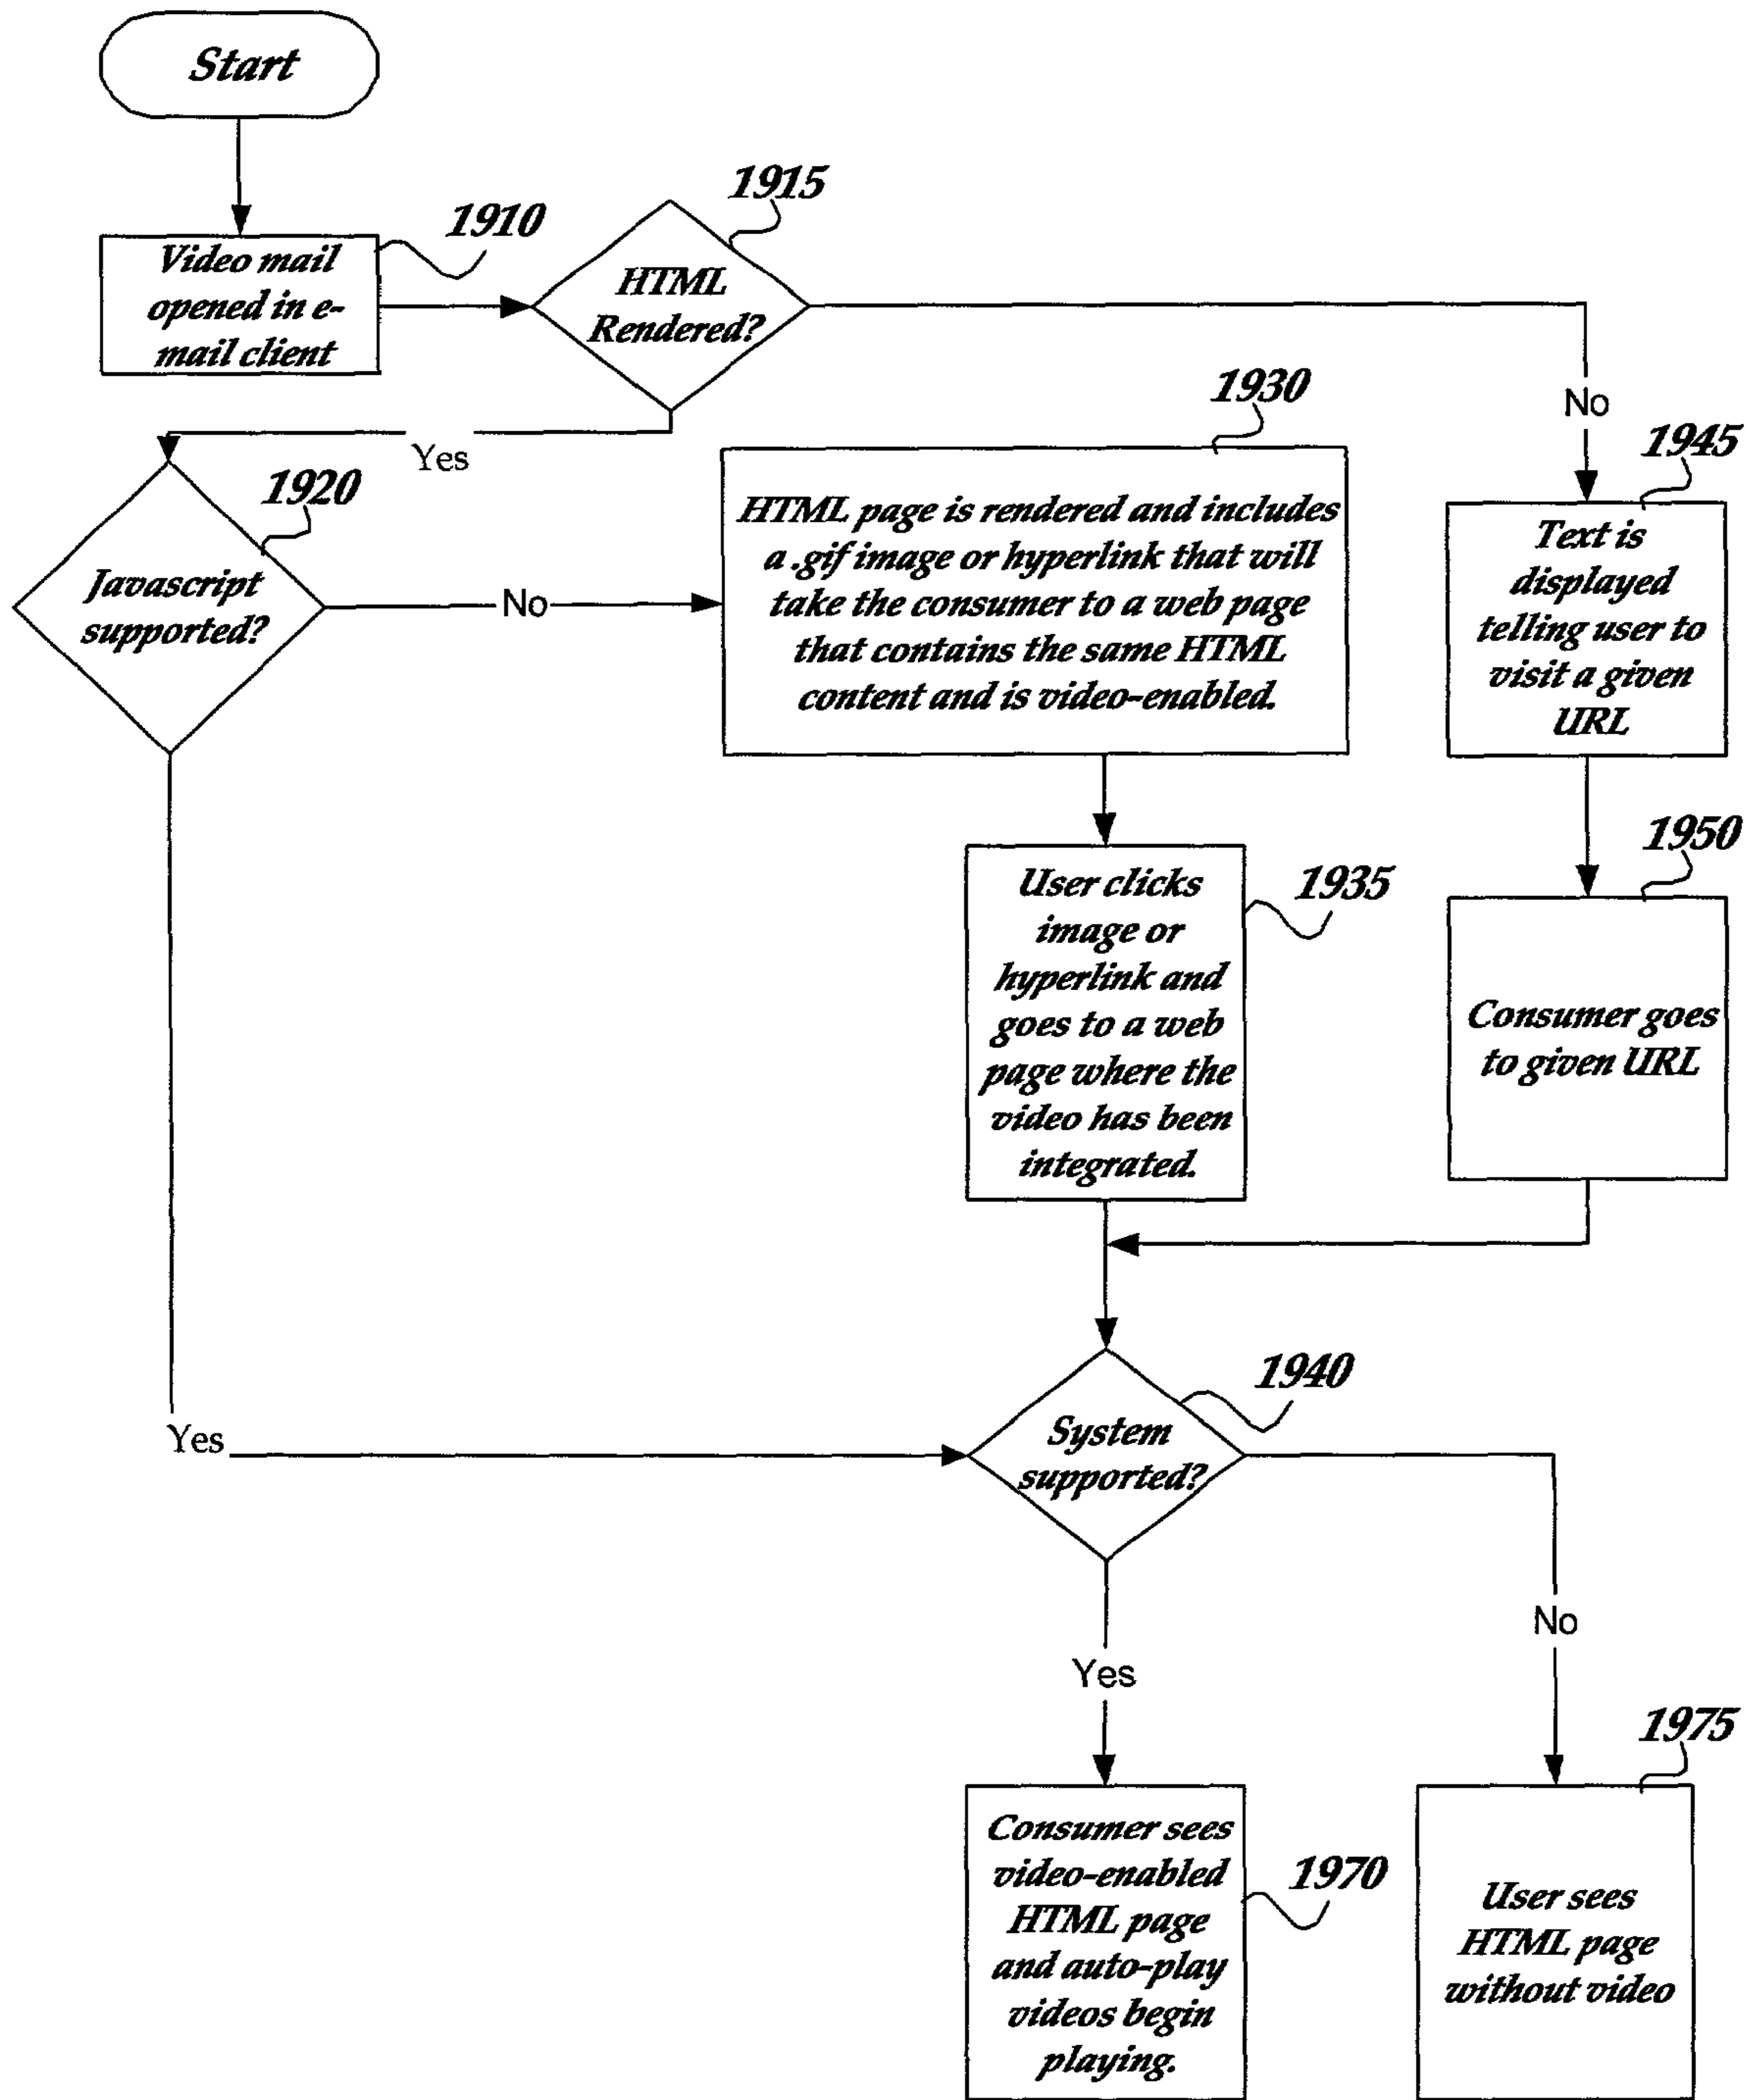 Start
1910
Video mail
opened in e-
mail client
1915
HTML
Rendered?
Yes
No
1920
Javascript
supported?
No
Yes
1930
HTML page is rendered and includes
a .gif image or hyperlink that will
take the consumer to a web page
that contains the same HTML
content and is video-enabled.
1945
Text is
displayed
telling user to
visit a given
URL
1935
User clicks
image or
hyperlink and
goes to a web
page where the
video has been
integrated.
1950
Consumer goes
to given URL
1940
System
supported?
Yes
No
1970
Consumer sees
video-enabled
HTML page
and auto-play
videos begin
playing.
1975
User sees
HTML page
without video